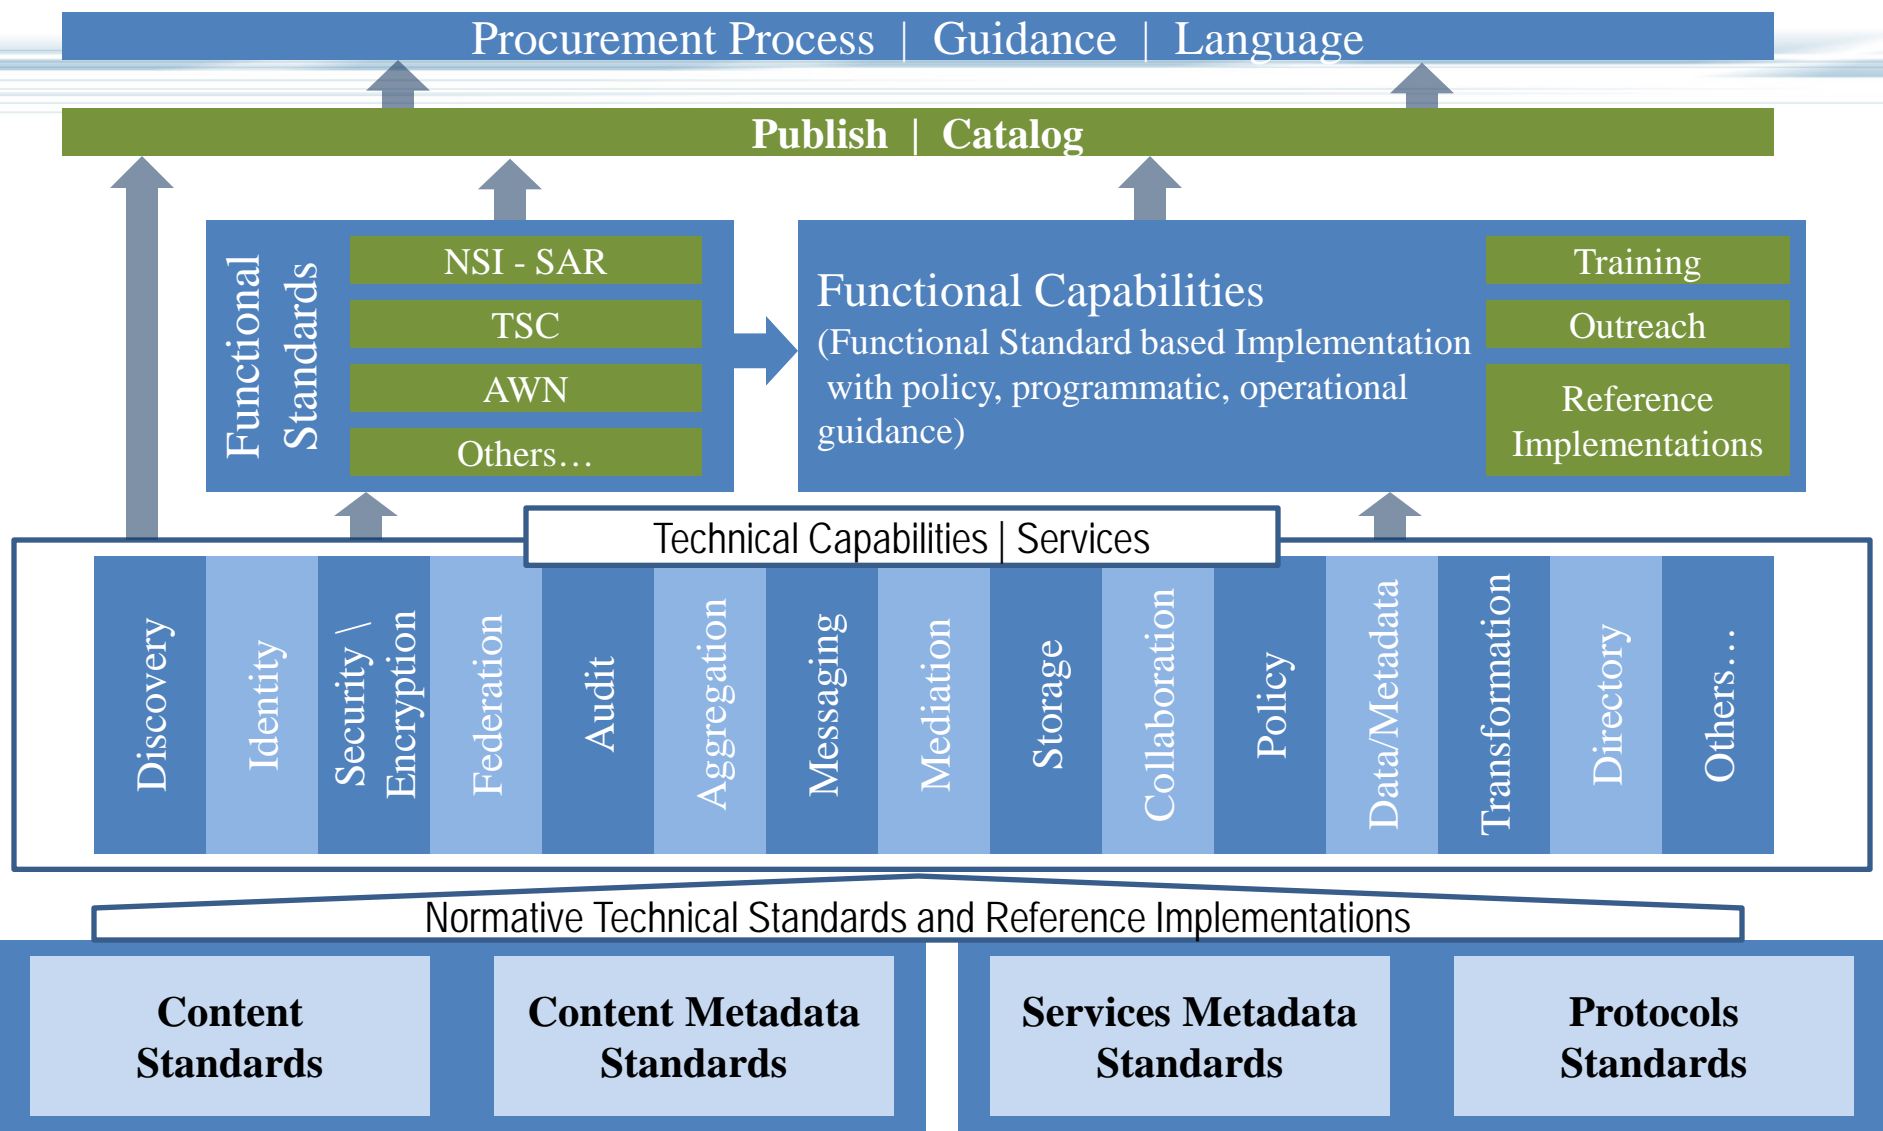 Procurement Process | Guidance | Language
Publish | Catalog
Functional
Standards
NSI - SAR
TSC
AWN
Others…
Functional Capabilities
(Functional Standard based Implementation
with policy, programmatic, operational
guidance)
Training
Outreach
Reference
Implementations
Technical Capabilities | Services
Discovery
Identity
Security \
Encryption
Federation
Audit
Aggregation
Messaging
Mediation
Storage
Collaboration
Policy
Data/Metadata
Transformation
Directory
Others…
Normative Technical Standards and Reference Implementations
Content
Standards
Content Metadata
Standards
Services Metadata
Standards
Protocols
Standards